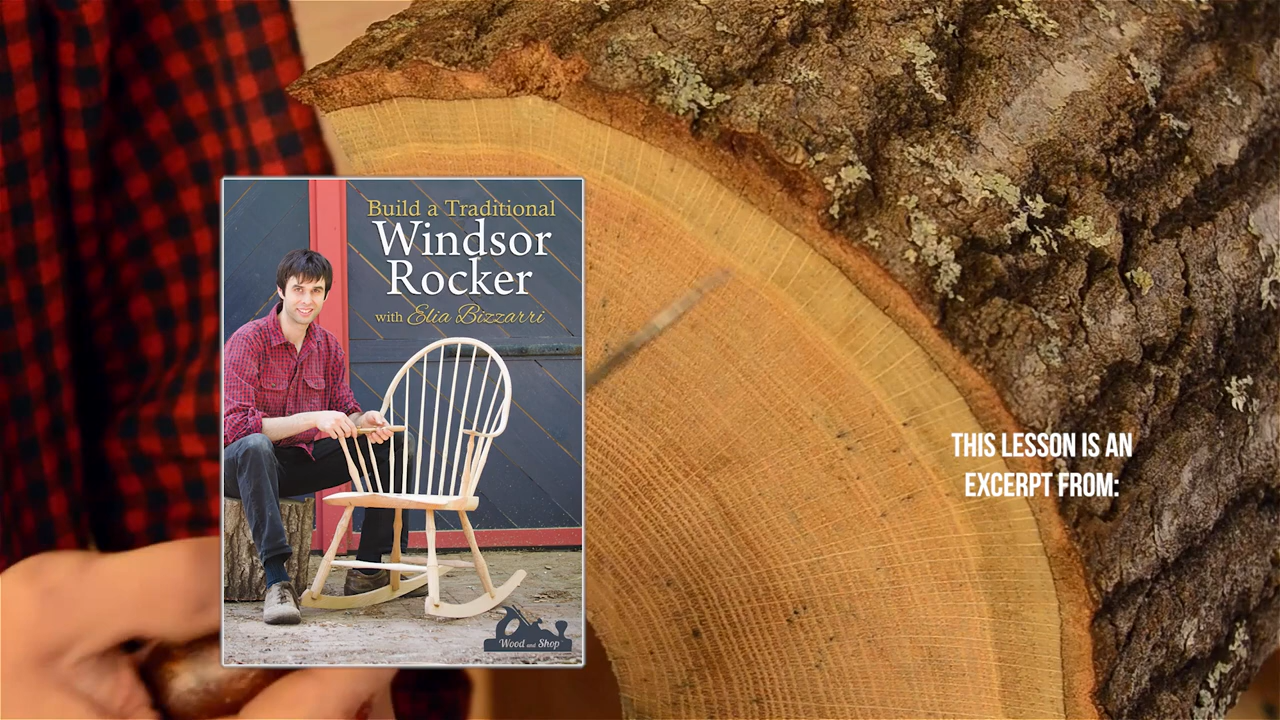 Build a Traditional
Windsor
Rocker
with Elia Bizzarri
Wood and Shop
THIS LESSON IS AN
EXCERPT FROM: